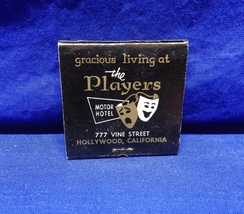 gracious living at
the
Players
MOTOR
HOTEL
777 VINE STREET
HOLLYWOOD, CALIFORNIA